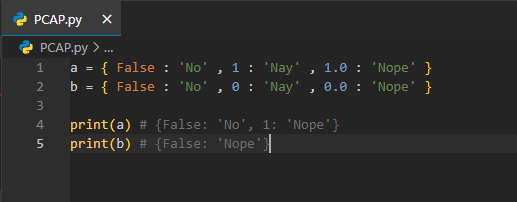 PCAP.py
PCAP.py > ...
1 a = { False : 'No' , 1 : 'Nay' , 1.0 : 'Nope' }
2 b = { False : 'No' , 0 : 'Nay' , 0.0 : 'Nope' }
3
4 print(a) # {False: 'No', 1: 'Nope'}
5 print(b) # {False: 'Nope'}